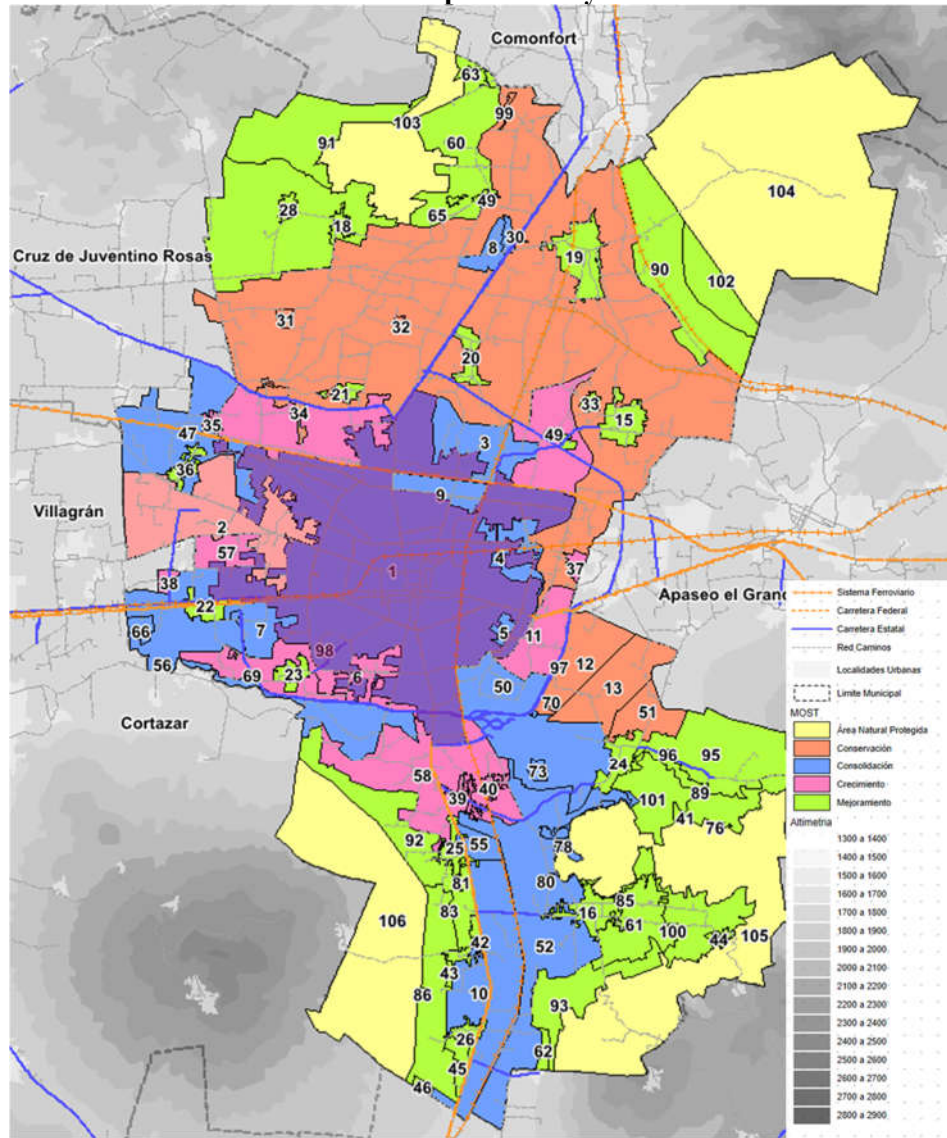 Comonfort
63
99
103
91
60
104
28
49
18
65
30
8
Cruz de Juventino Rosas
19
90
102
31
32
20
21
34
33
15
35
49
47
3
36
9
Villagrán
2
57
4
1
37
38
Apaseo el Grand
22
66
7
5
11
98
12
56
97
69
23
6
50
13
70
51
Cortazar
58
24
96
95
73
40
89
39
101
41
76
92
55
78
25
81
80
85
106
83
16
61
100
44
105
42
52
43
86
10
93
26
62
45
46
Sistema Ferroviario
Carretera Federal
Carretera Estatal
Red Caminos
Localidades Urbanas
Limite Municipal
MOST
Área Natural Protegida
Conservación
Consolidación
Crecimiento
Mejoramiento
Altimetria
1300 a 1400
1400 a 1500
1500 a 1600
1600 a 1700
1700 a 1800
1800 a 1900
1900 a 2000
2000 a 2100
2100 a 2200
2200 a 2300
2300 a 2400
2400 a 2500
2500 a 2600
2600 a 2700
2700 a 2800
2800 a 2900